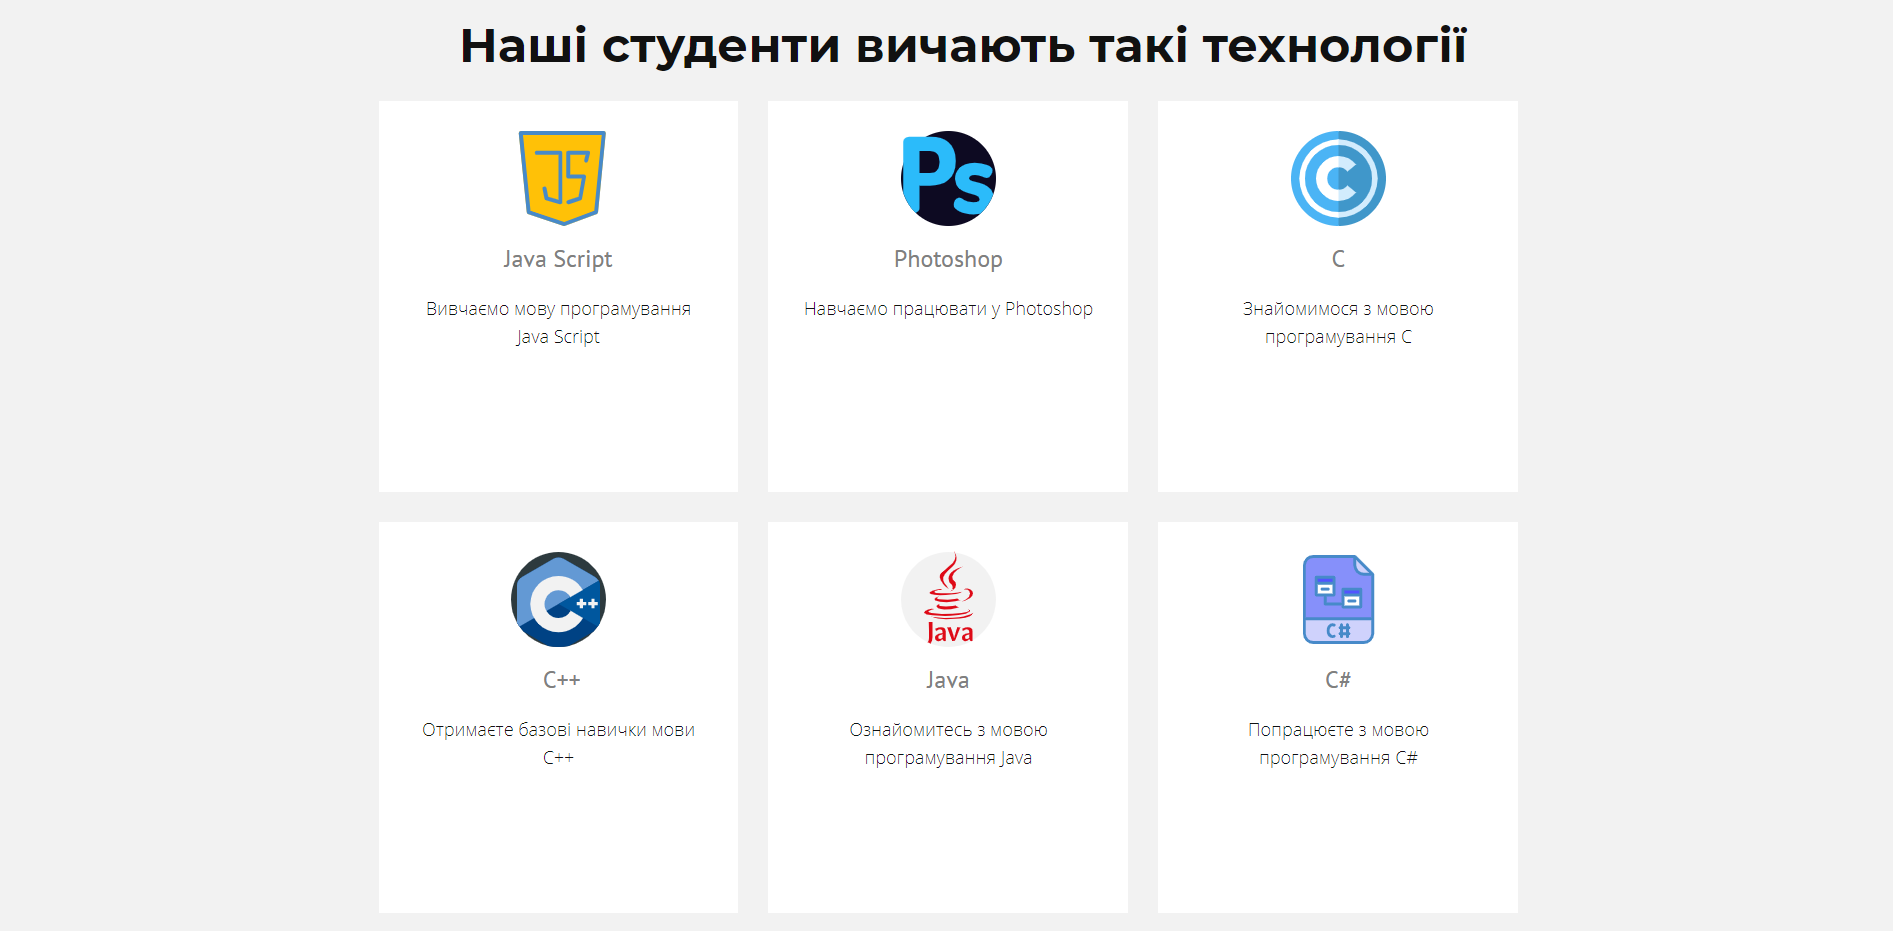 Наші студенти вичають такі технології
JS
Java Script
Вивчаємо мову програмування
Java Script
Ps
Photoshop
Навчаємо працювати у Photoshop
C
C
Знайомимося з мовою
програмування С
C++
C++
Отримаєте базові навички мови
C++
Java
Java
Ознайомитесь з мовою
програмування Java
C#
C#
Попрацюєте з мовою
програмування C#